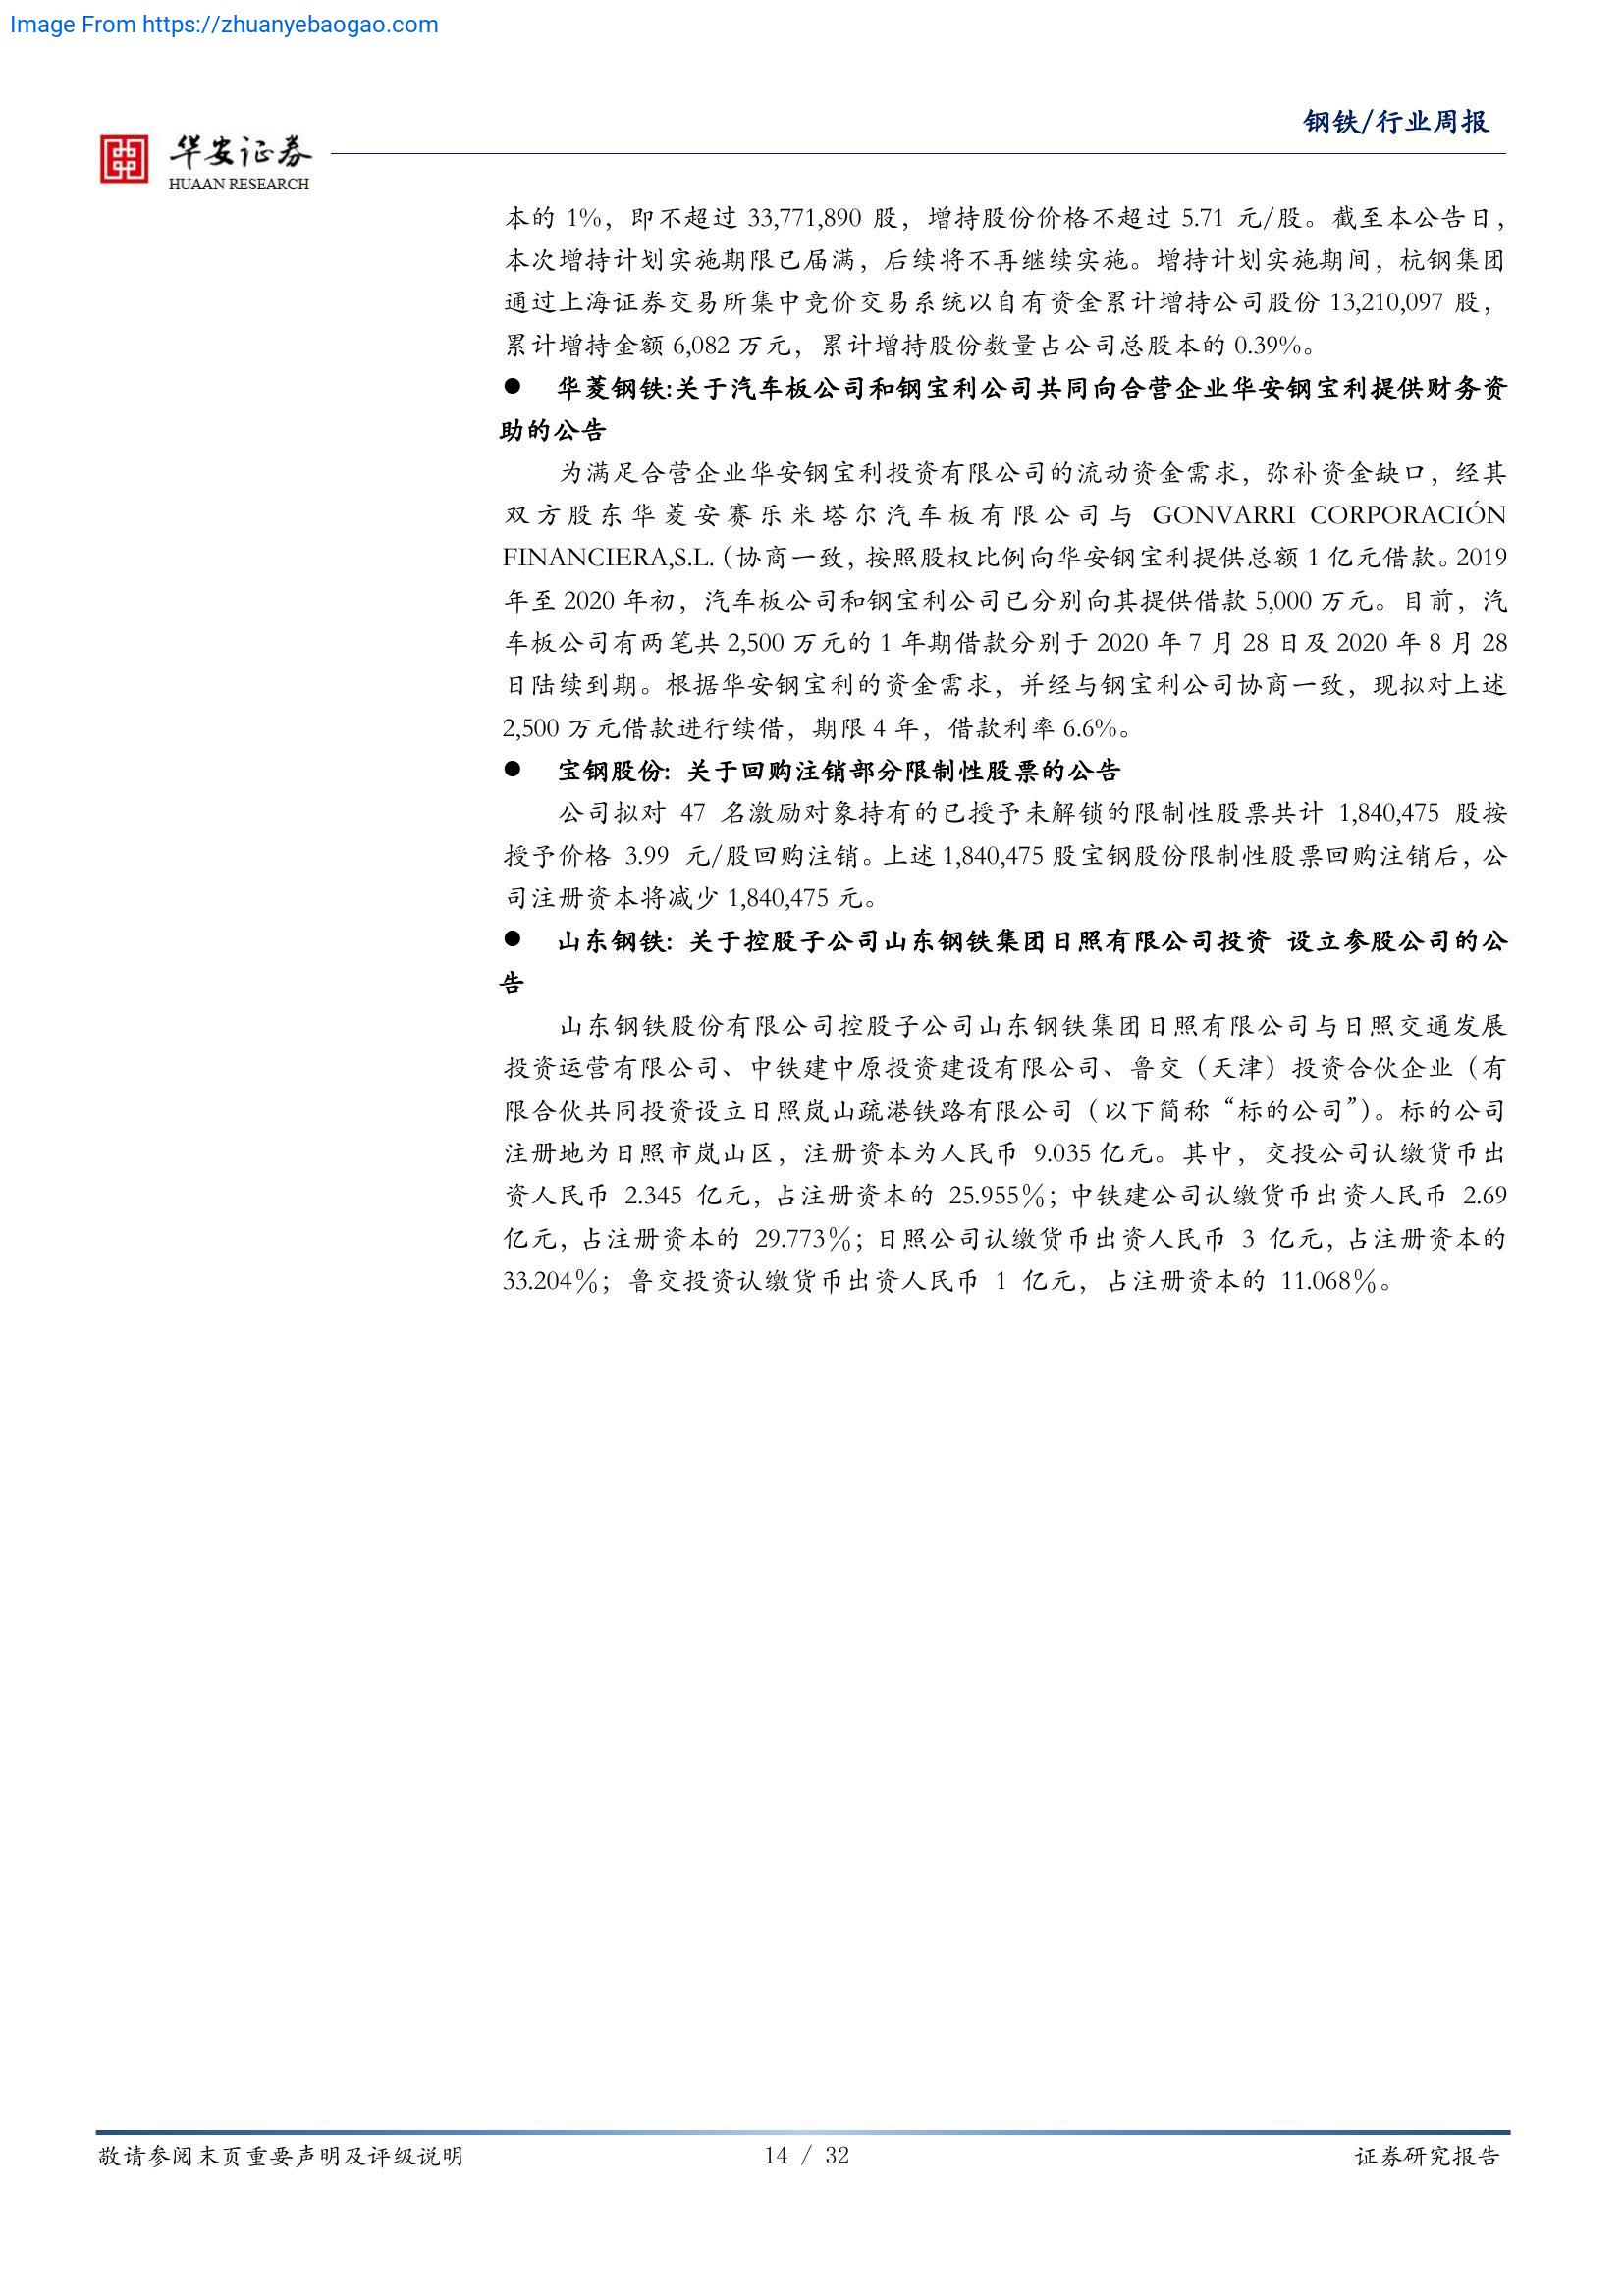 Image From https://zhuanyebaogao.com
钢铁/行业周报
华安证券
HUAAN RESEARCH
本的 1%，即不超过 33,771,890 股，增持股份价格不超过 5.71 元/股。截至本公告日，
本次增持计划实施期限已届满，后续将不再继续实施。增持计划实施期间，杭钢集团
通过上海证券交易所集中竞价交易系统以自有资金累计增持公司股份 13,210,097 股，
累计增持金额 6,082 万元，累计增持股份数量占公司总股本的 0.39%。
● 华菱钢铁:关于汽车板公司和钢宝利公司共同向合营企业华安钢宝利提供财务资
助的公告
为满足合营企业华安钢宝利投资有限公司的流动资金需求，弥补资金缺口，经其
双方股东华菱安赛乐米塔尔汽车板有限公司与 GONVARRI CORPORACIÓN
FINANCIERA,S.L.（协商一致，按照股权比例向华安钢宝利提供总额 1 亿元借款。2019
年至 2020 年初，汽车板公司和钢宝利公司已分别向其提供借款 5,000 万元。目前，汽
车板公司有两笔共 2,500 万元的 1 年期借款分别于 2020 年 7 月 28 日及 2020 年 8 月 28
日陆续到期。根据华安钢宝利的资金需求，并经与钢宝利公司协商一致，现拟对上述
2,500 万元借款进行续借，期限 4 年，借款利率 6.6%。
● 宝钢股份：关于回购注销部分限制性股票的公告
公司拟对 47 名激励对象持有的已授予未解锁的限制性股票共计 1,840,475 股按
授予价格 3.99 元/股回购注销。上述 1,840,475 股宝钢股份限制性股票回购注销后，公
司注册资本将减少 1,840,475 元。
● 山东钢铁：关于控股子公司山东钢铁集团日照有限公司投资 设立参股公司的公
告
山东钢铁股份有限公司控股子公司山东钢铁集团日照有限公司与日照交通发展
投资运营有限公司、中铁建中原投资建设有限公司、鲁交（天津）投资合伙企业（有
限合伙共同投资设立日照岚山疏港铁路有限公司（以下简称“标的公司”）。标的公司
注册地为日照市岚山区，注册资本为人民币 9.035 亿元。其中，交投公司认缴货币出
资人民币 2.345 亿元，占注册资本的 25.955％；中铁建公司认缴货币出资人民币 2.69
亿元，占注册资本的 29.773％；日照公司认缴货币出资人民币 3 亿元，占注册资本的
33.204％；鲁交投资认缴货币出资人民币 1 亿元，占注册资本的 11.068％。
敬请参阅末页重要声明及评级说明
14 / 32
证券研究报告